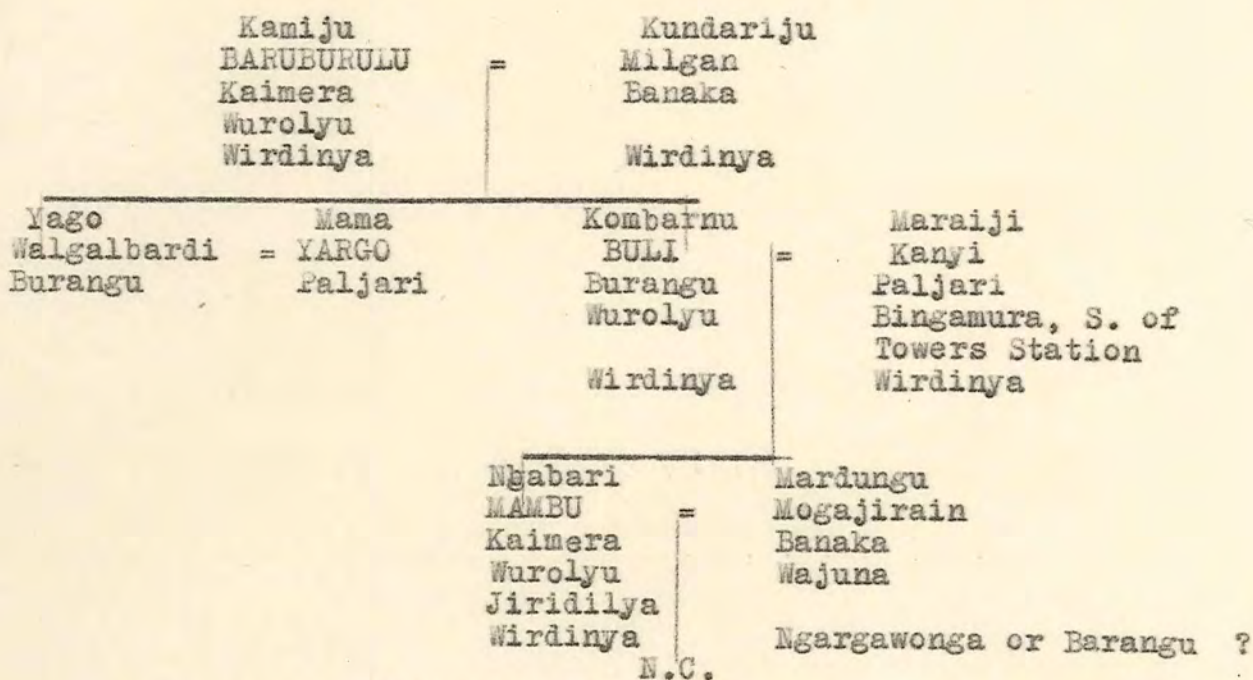 Kamiju Kundariju
BARUBURULU = Milgan
Kaimera Banaka
Wurolyu
Wirdinya Wirdinya
Yago Mama Kombarnu Maraiji
Walgalbardi = YARGO BULI = Kanyi
Burangu Paljari Burangu Paljari
Wurolyu Bingamura, S. of
Towers Station
Wirdinya Wirdinya
Ngabari Mardungu
MAMBU = Mogajirain
Kaimera Banaka
Wurolyu Wajuna
Jiridilya
Wirdinya Ngargawonga or Barangu ?
N.C.